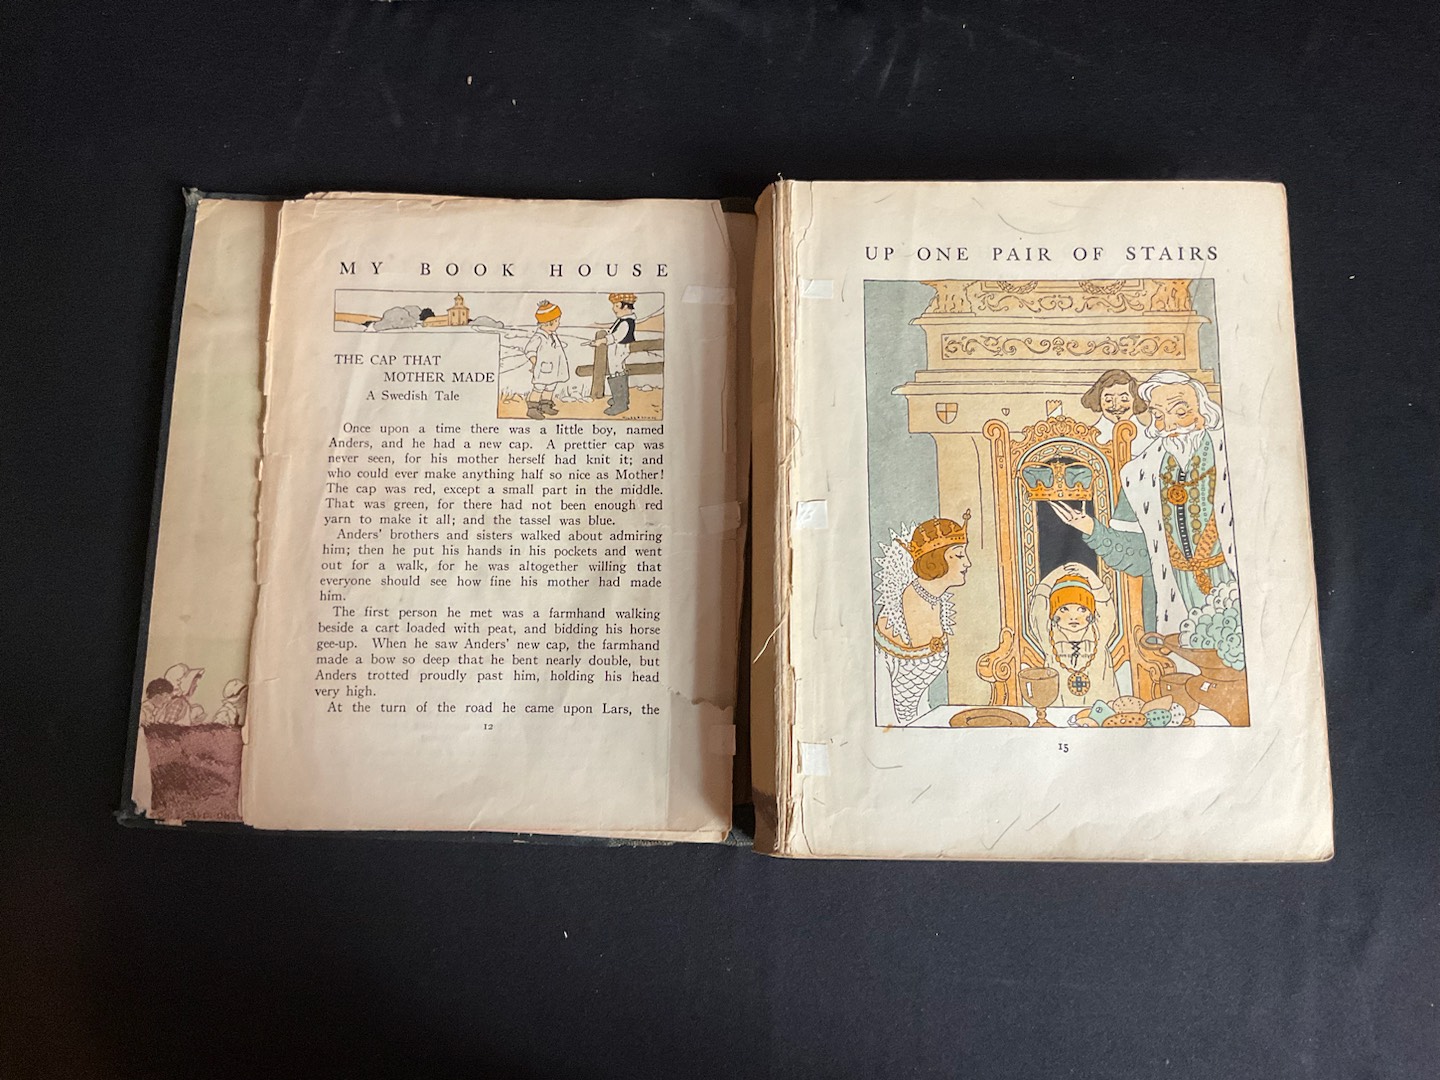 MY BOOK HOUSE
THE CAP THAT
MOTHER MADE
A Swedish Tale
Once upon a time there was a little boy, named
Anders, and he had a new cap. A prettier cap was
never seen, for his mother herself had knit it; and
who could ever make anything half so nice as Mother!
The cap was red, except a small part in the middle.
That was green, for there had not been enough red
yarn to make it all; and the tassel was blue.
Anders' brothers and sisters walked about admiring
him; then he put his hands in his pockets and went
out for a walk, for he was altogether willing that
everyone should see how fine his mother had made
him.
The first person he met was a farmhand walking
beside a cart loaded with peat, and bidding his horse
gee-up. When he saw Anders' new cap, the farmhand
made a bow so deep that he bent nearly double, but
Anders trotted proudly past him, holding his head
very high.
At the turn of the road he came upon Lars, the
12
UP ONE PAIR OF STAIRS
15